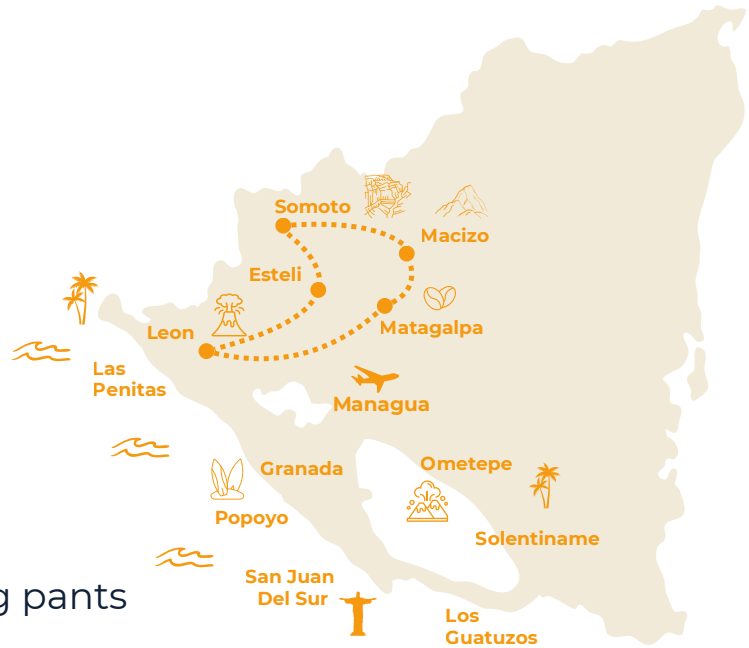 Somoto
Macizo
Esteli
Leon
Matagalpa
Las
Penitas
Managua
Granada
Ometepe
Popoyo
Solentiname
San Juan
Del Sur
pants
Los
Guatuzos